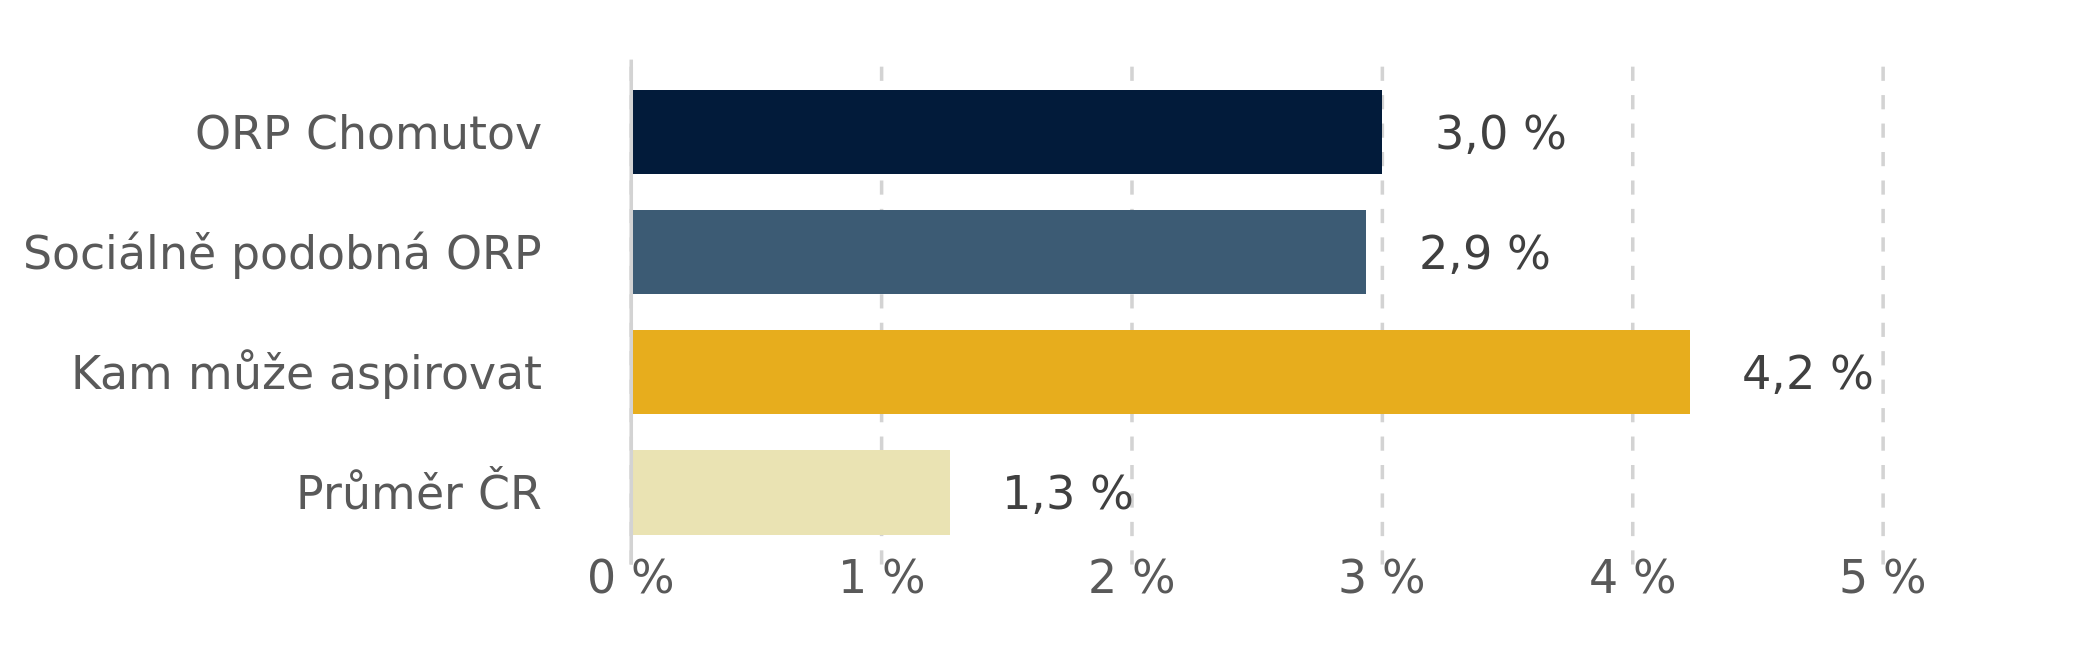 ORP Chomutov 3,0 %
Sociálně podobná ORP 2,9 %
Kam může aspirovat 4,2 %
Průměr ČR 1,3 %
0 % 1 % 2 % 3 % 4 % 5 %